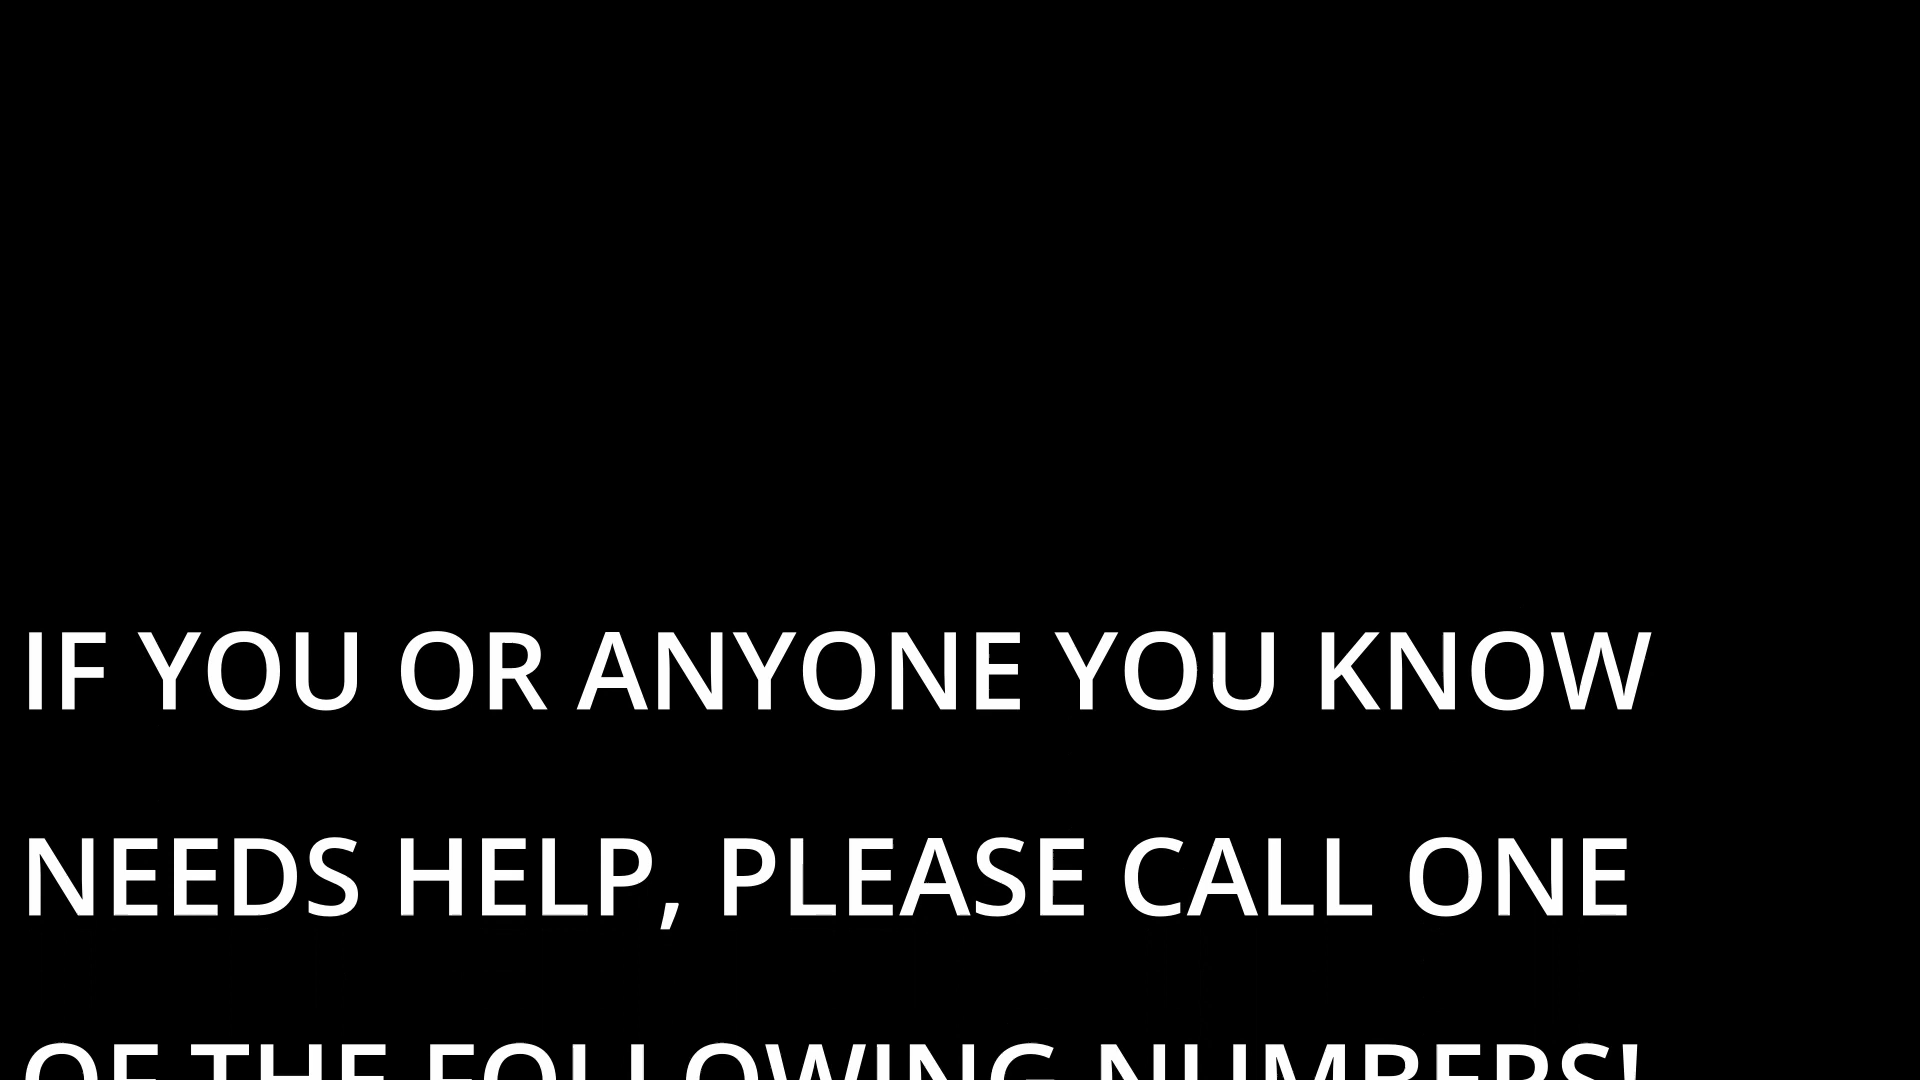 IF YOU OR ANYONE YOU KNOW
NEEDS HELP, PLEASE CALL ONE
OF THE FOLLOWING NUMBERS!